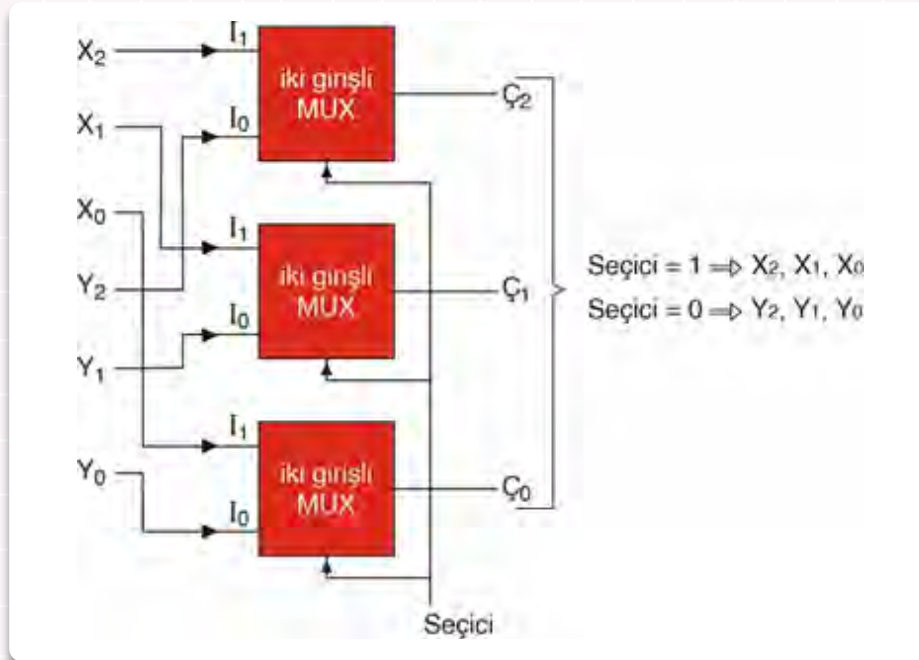 X2
I1
iki girişli
MUX
Ç2
X1
I0
X0
I1
iki girişli
MUX
Ç1
Y2
I0
Y1
I1
iki girişli
MUX
Ç0
Y0
I0
Seçici = 1 ⇒ X2, X1, X0
Seçici = 0 ⇒ Y2, Y1, Y0
Seçici